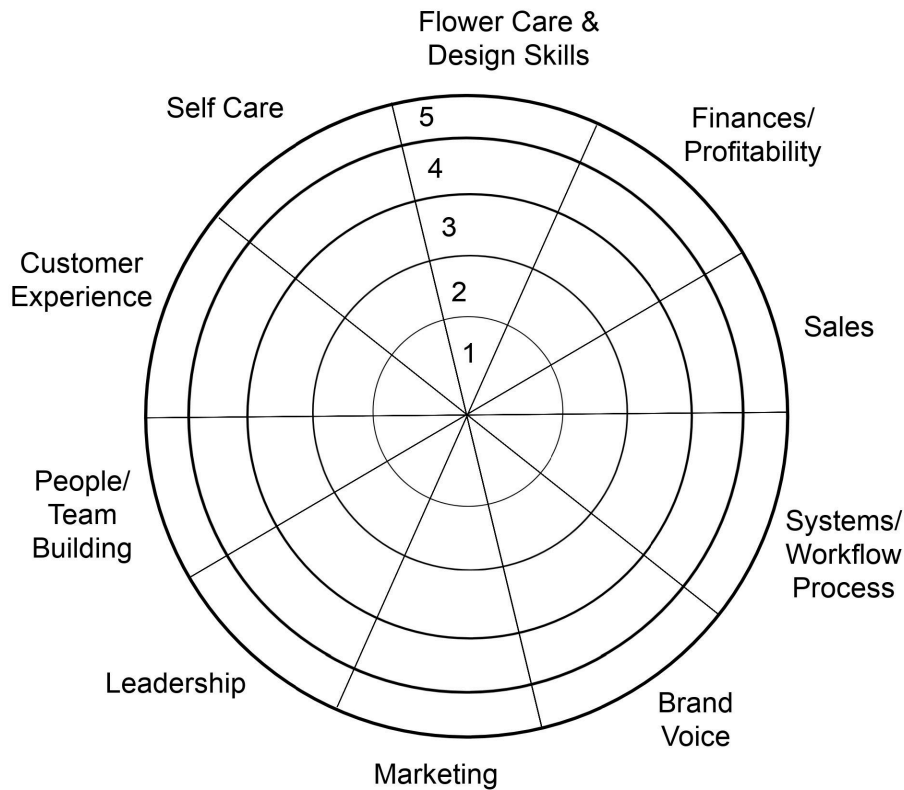 Flower Care &
Design Skills
Self Care
5
Finances/
Profitability
4
3
Customer
Experience
2
Sales
1
People/
Team
Building
Systems/
Workflow
Process
Leadership
Brand
Voice
Marketing